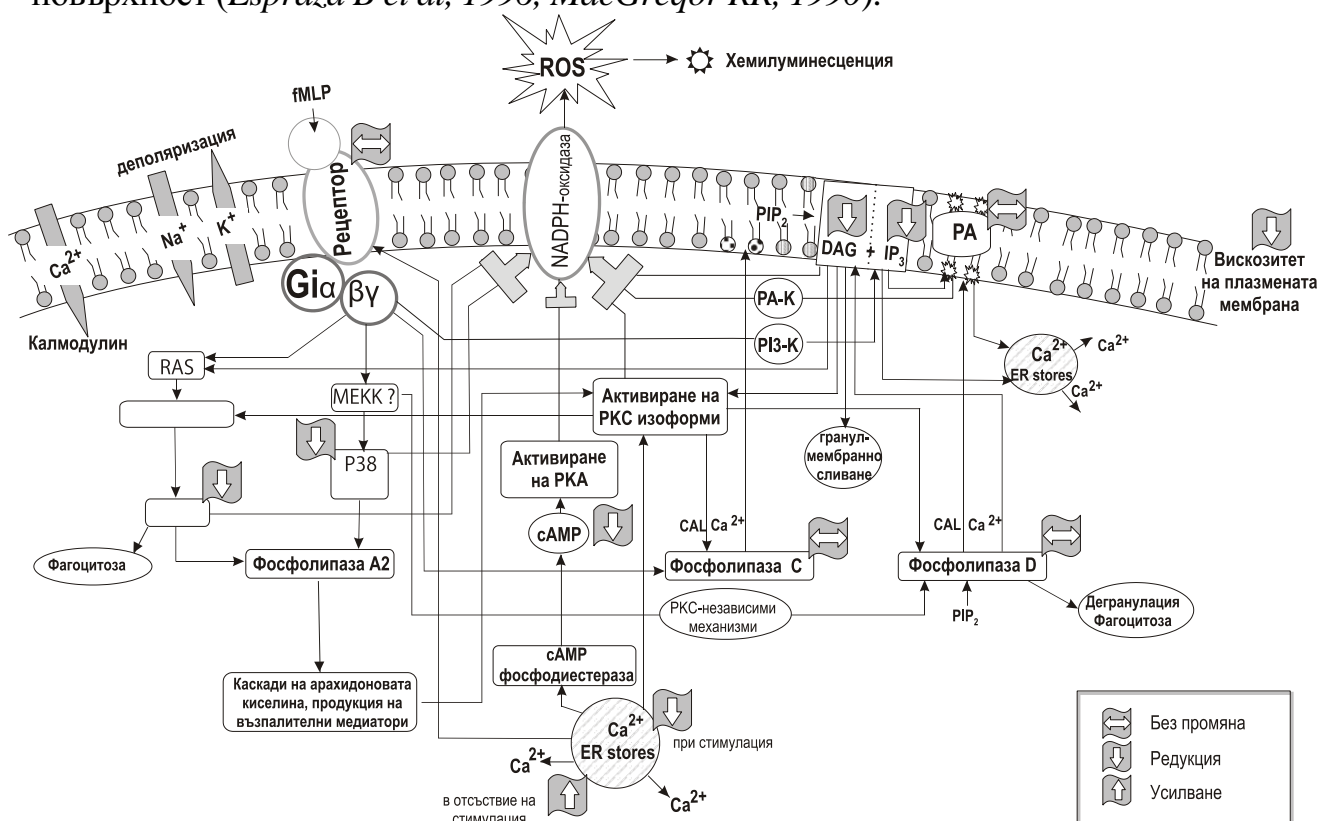 повърхност (Espraza B et al, 1996, MacGregor RR, 1990).
ROS
Хемилуминесценция
fMLP
деполяризация
Ca2+
Na+
K+
Рецептор
NADPH-оксидаза
PIP2
DAG + IP3
PA
Вискозитет
на плазмената
мембрана
Giα
βγ
Калмодулин
PA-K
PI3-K
Ca2+
ER stores
Ca2+
Ca2+
RAS
MEKK ?
Активиране на
PKC изоформи
P38
Активиране
на PKA
гранул-
мембранно
сливане
cAMP
CAL Ca2+
CAL Ca2+
Фагоцитоза
Фосфолипаза A2
Фосфолипаза C
Фосфолипаза D
PKC-независими
механизми
PIP2
Дегранулация
Фагоцитоза
cAMP
фосфодиестераза
Каскади на арахидоновата
киселина, продукция на
възпалителни медиатори
Ca2+
ER stores
при стимулация
Ca2+
Ca2+
в отсъствие на
стимулация
Без промяна
Редукция
Усилване